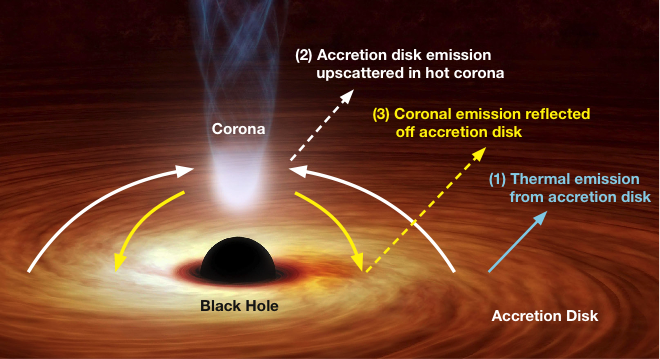 (2) Accretion disk emission
upscattered in hot corona
(3) Coronal emission reflected
off accretion disk
Corona
(1) Thermal emission
from accretion disk
Black Hole
Accretion Disk